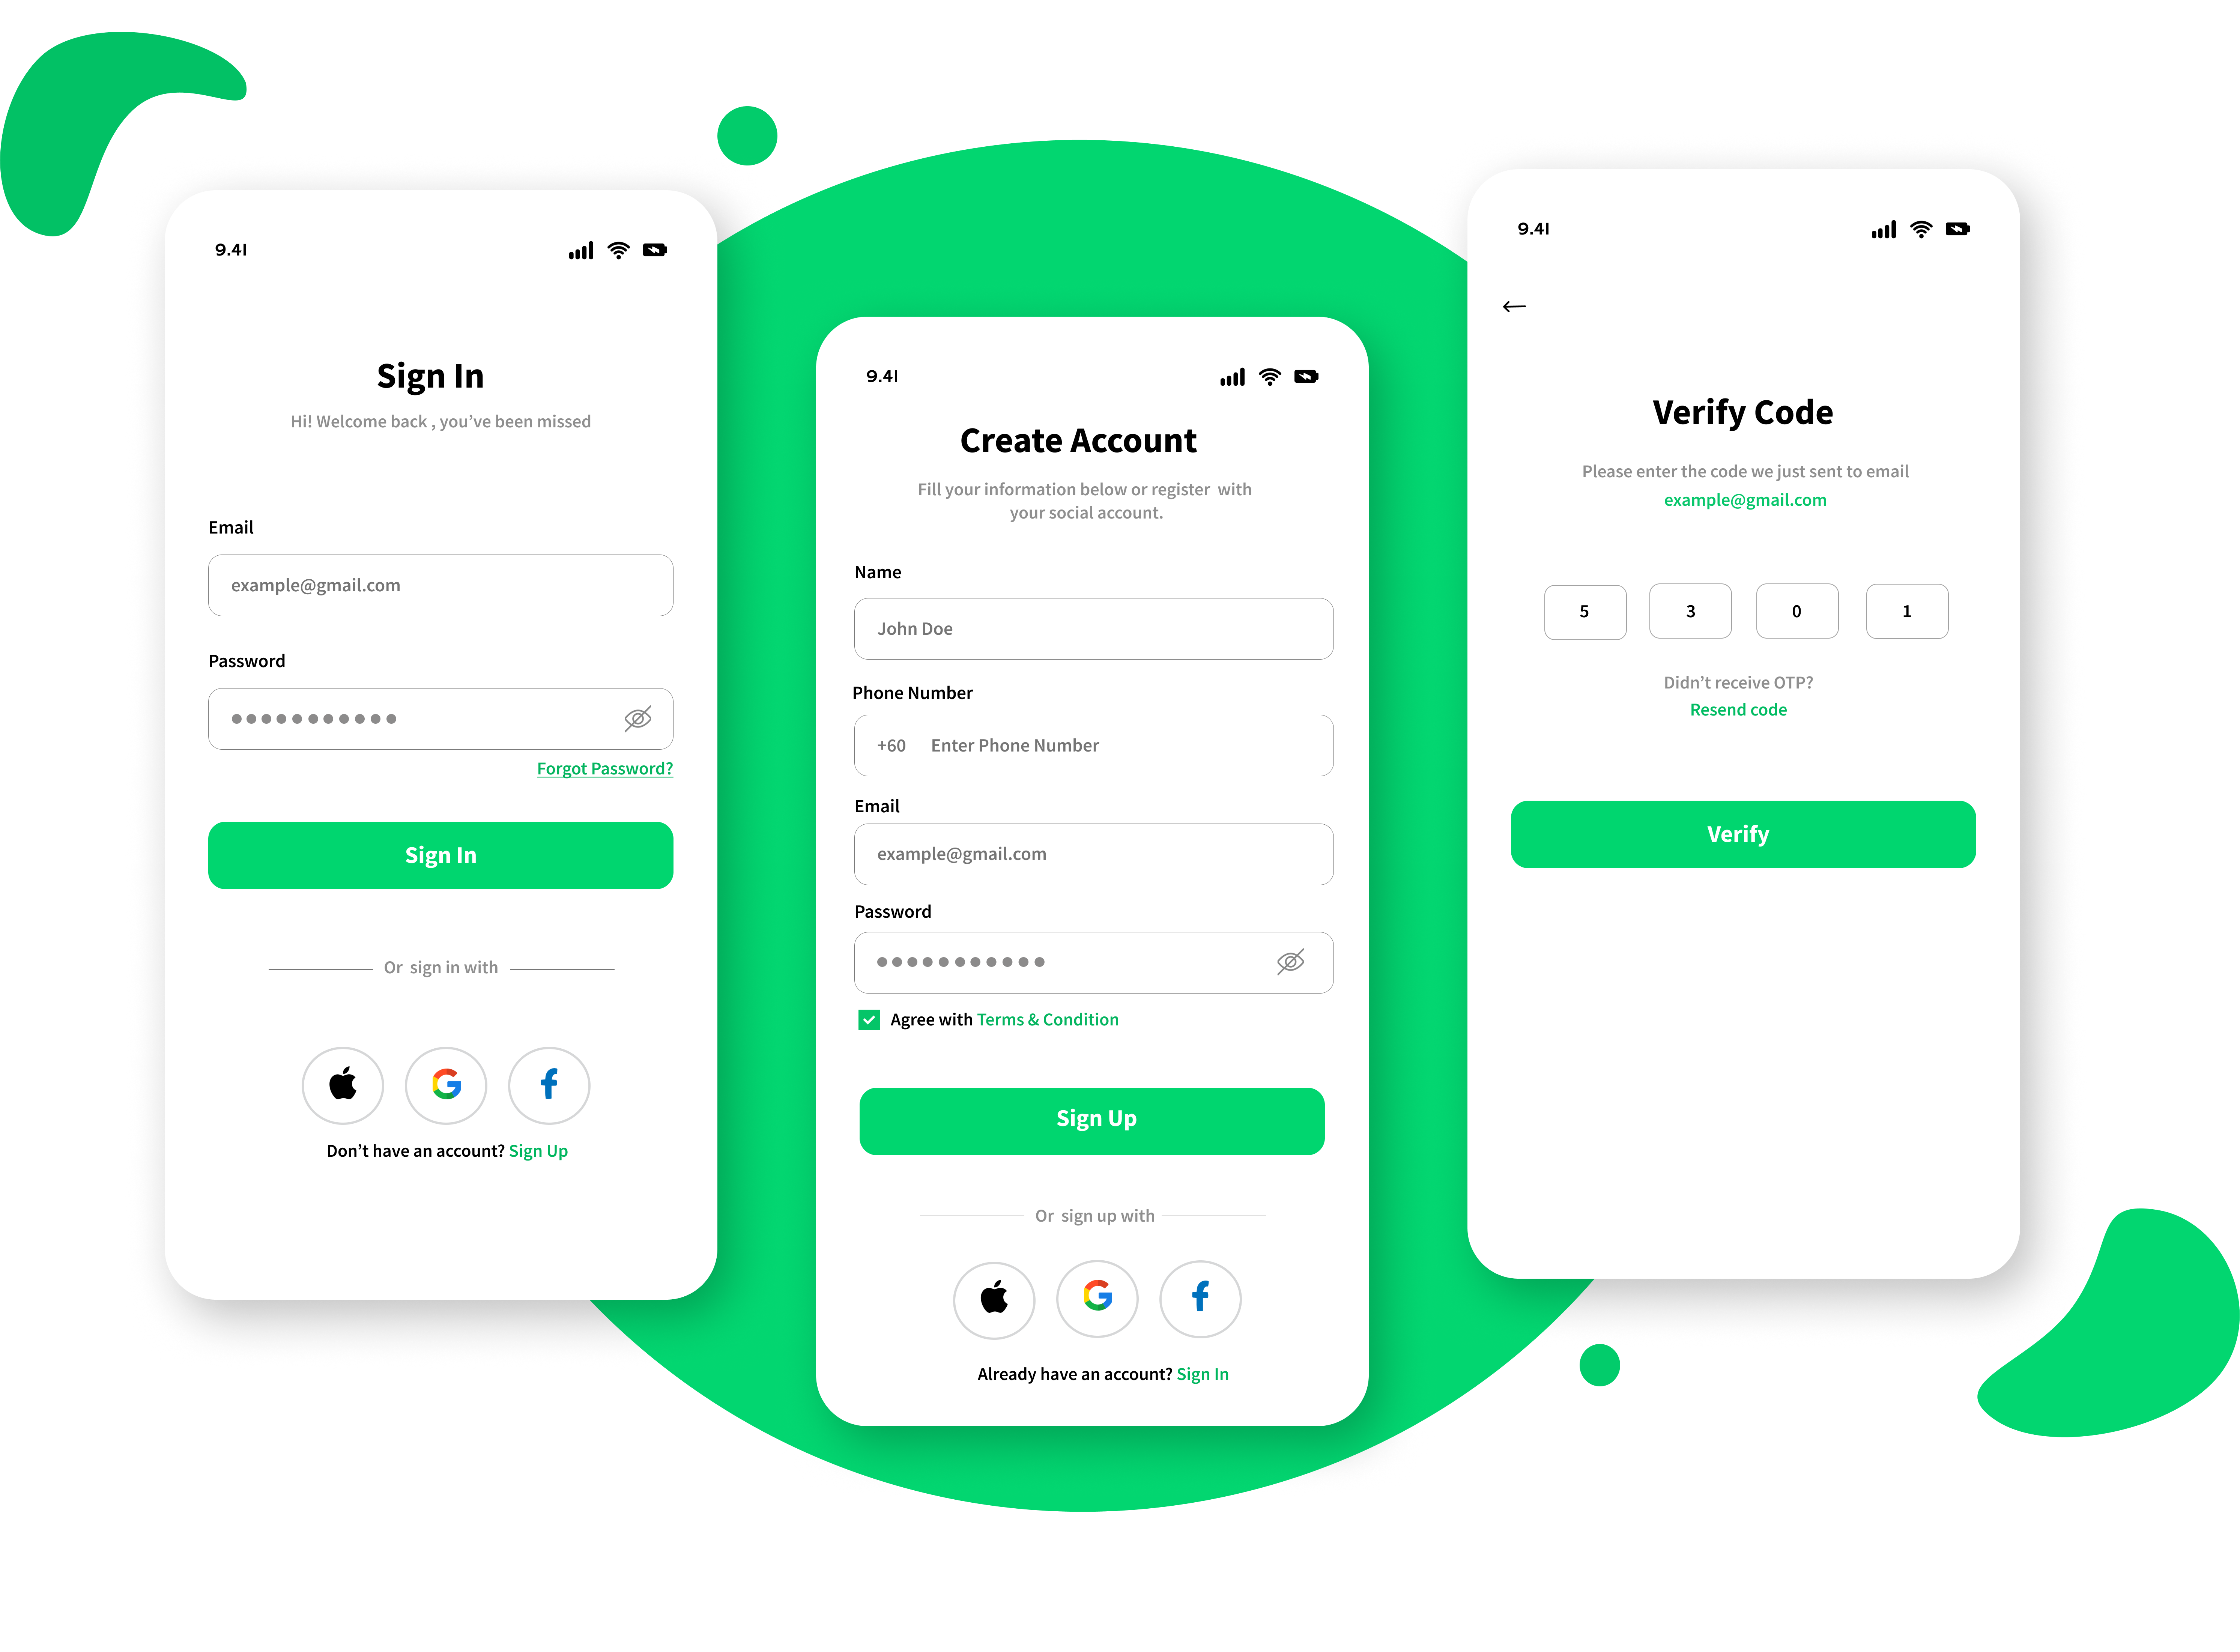 9.41
Sign In
Hi! Welcome back , you’ve been missed
Email
example@gmail.com
Password
Forgot Password?
Sign In
Or sign in with
Don’t have an account? Sign Up
9.41
Create Account
Fill your information below or register with
your social account.
Name
John Doe
Phone Number
+60 Enter Phone Number
Email
example@gmail.com
Password
Agree with Terms & Condition
Sign Up
Or sign up with
Already have an account? Sign In
9.41
Verify Code
Please enter the code we just sent to email
example@gmail.com
5 3 0 1
Didn’t receive OTP?
Resend code
Verify